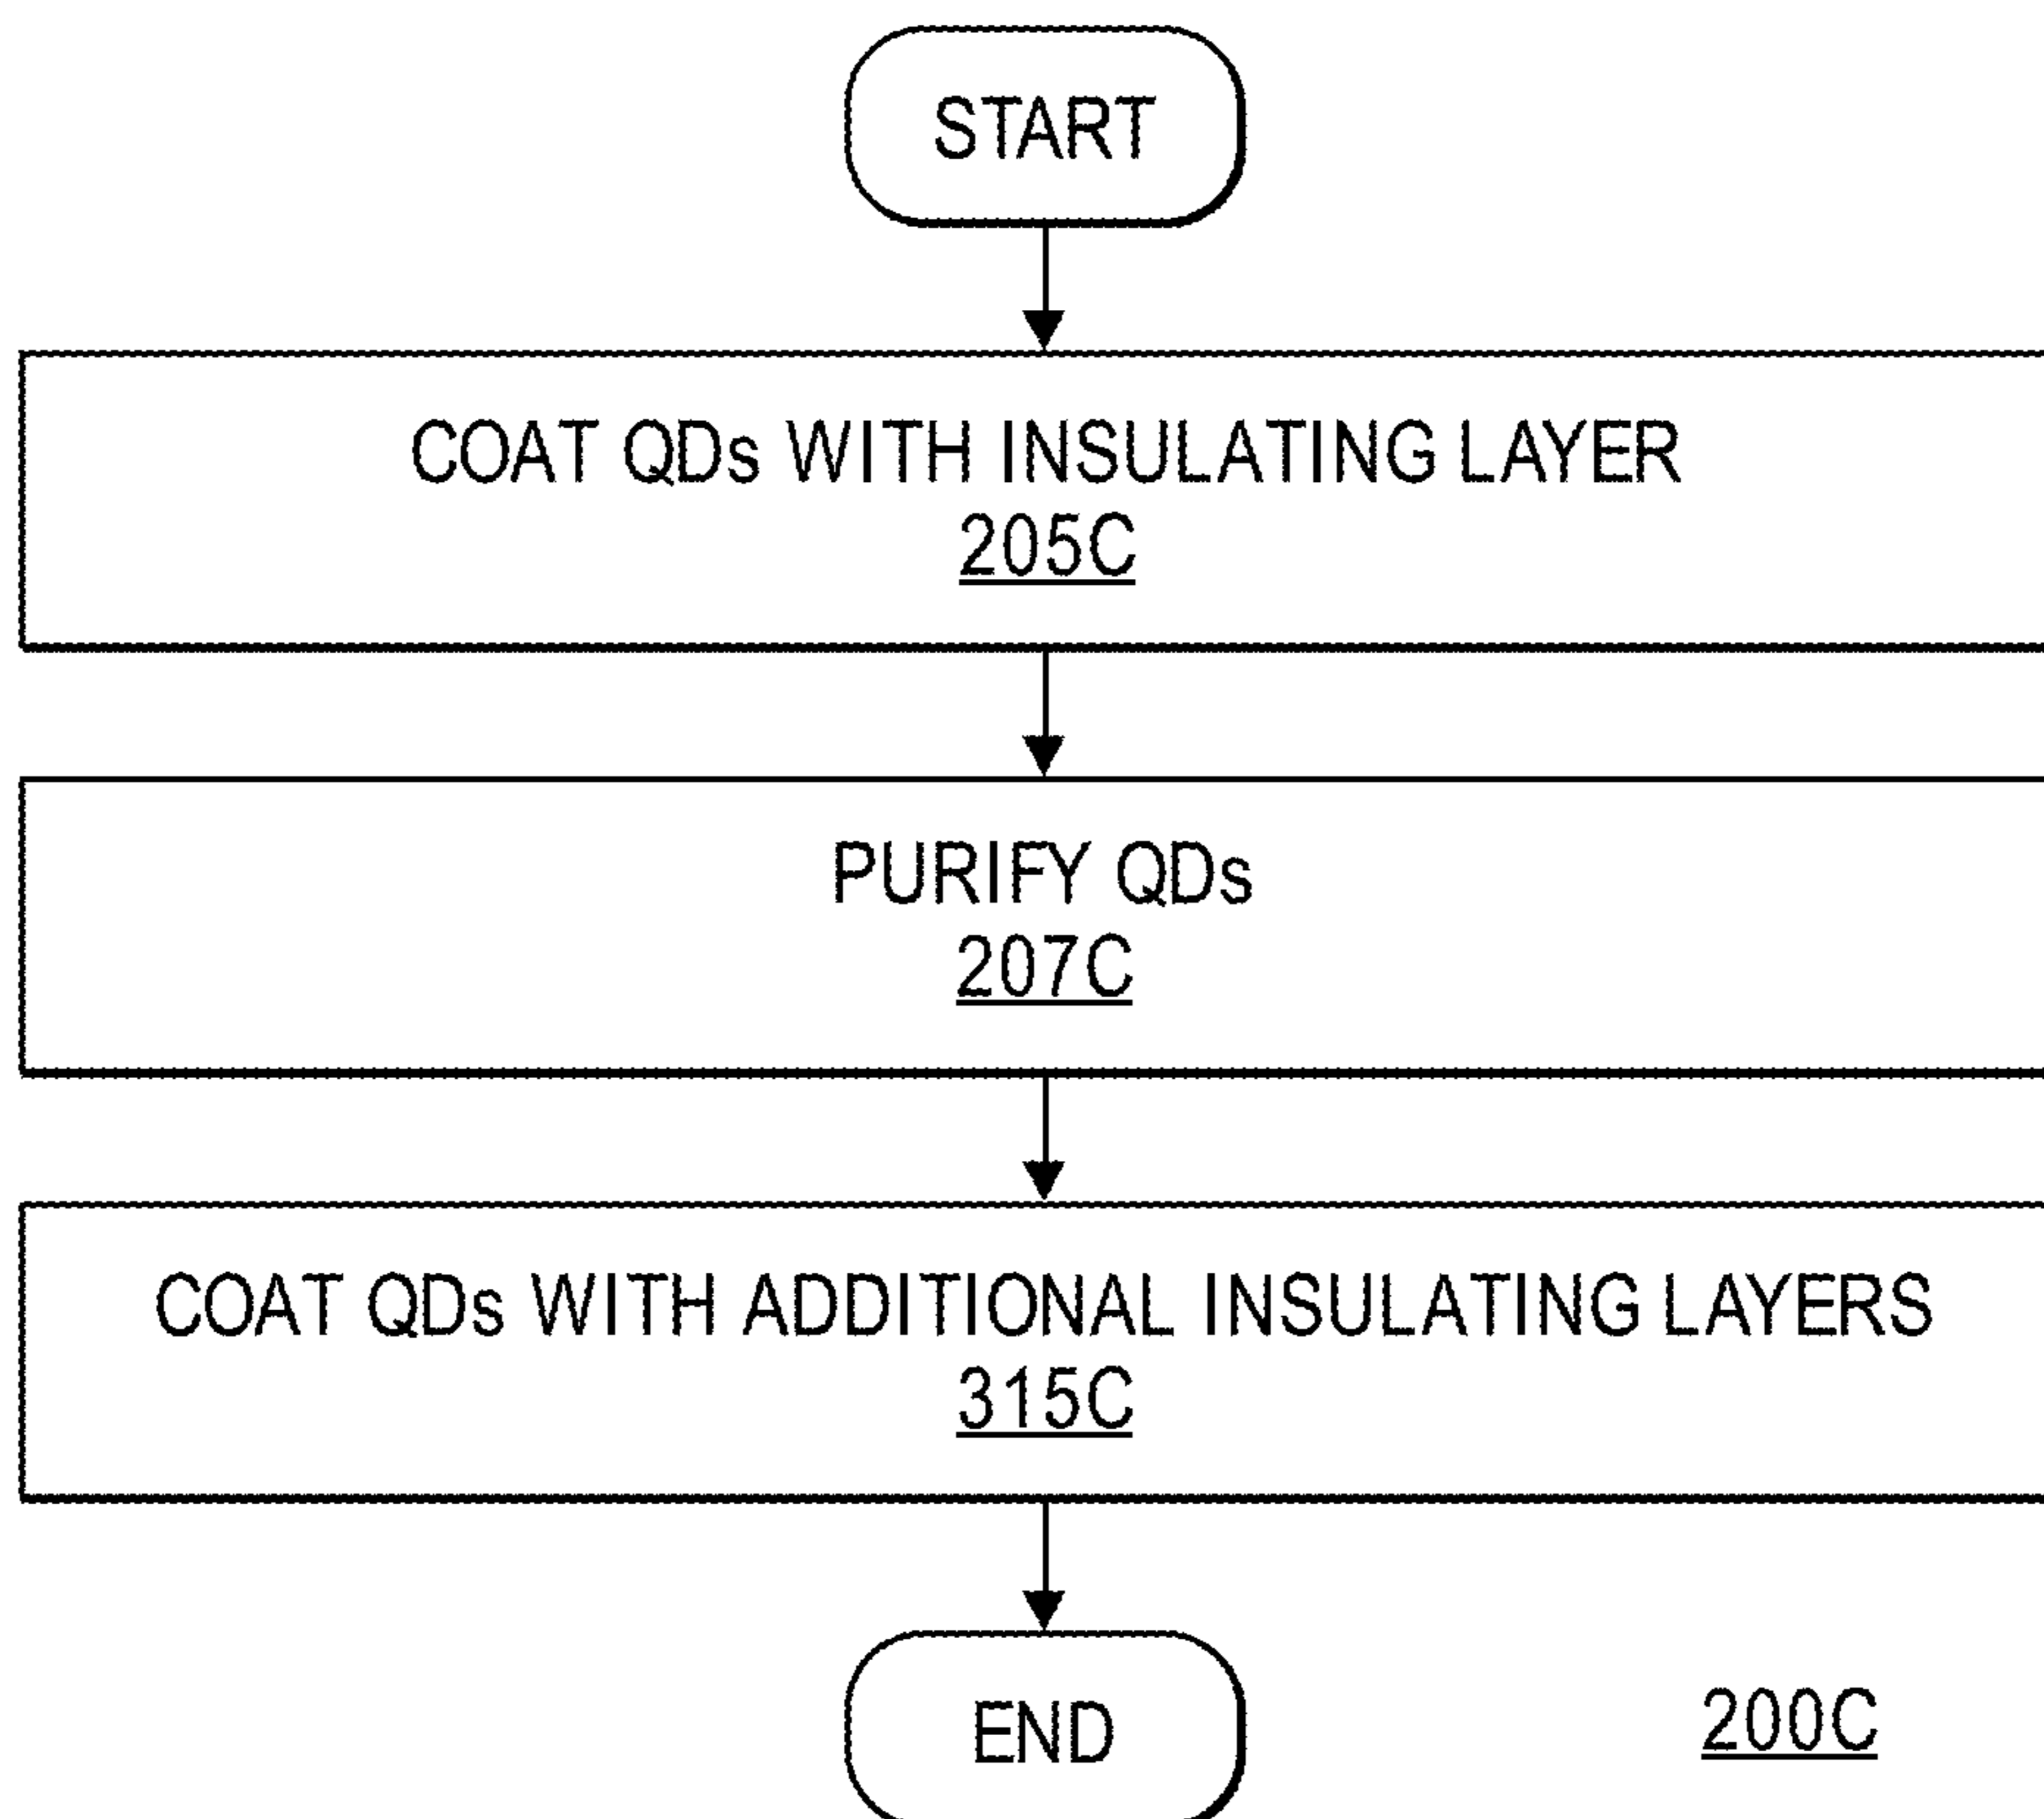 START
COAT QDs WITH INSULATING LAYER
205C
PURIFY QDs
207C
COAT QDs WITH ADDITIONAL INSULATING LAYERS
315C
END
200C